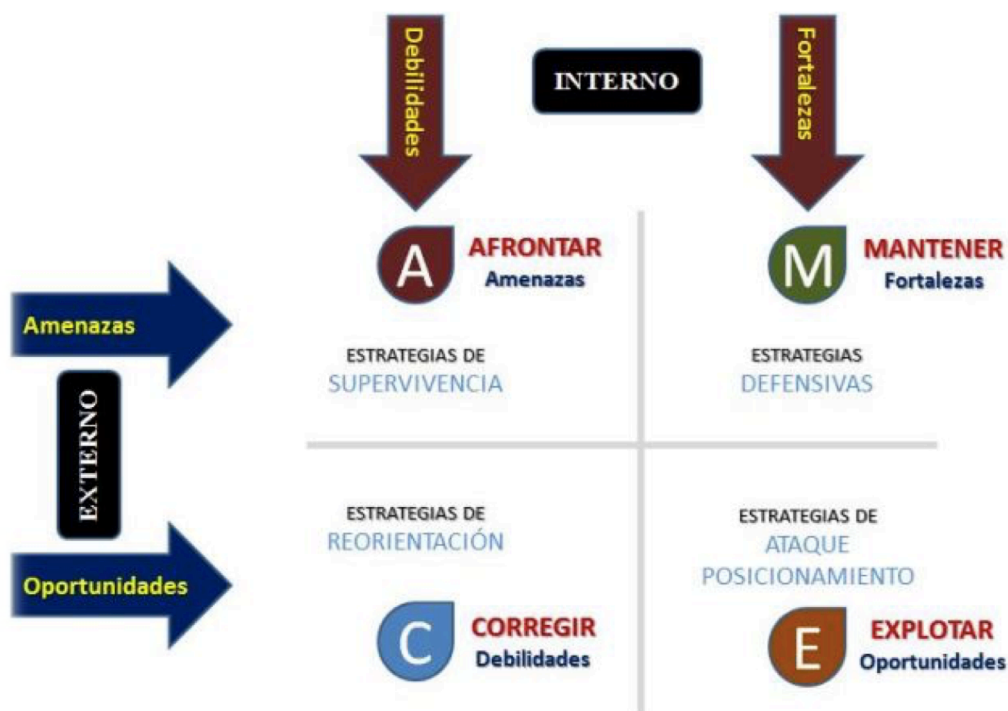 Debilidades
INTERNO
Fortalezas
A
AFRONTAR
Amenazas
M
MANTENER
Fortalezas
Amenazas
ESTRATEGIAS DE
SUPERVIVENCIA
ESTRATEGIAS
DEFENSIVAS
EXTERNO
ESTRATEGIAS DE
REORIENTACIÓN
ESTRATEGIAS DE
ATAQUE
POSICIONAMIENTO
Oportunidades
C
CORREGIR
Debilidades
E
EXPLOTAR
Oportunidades